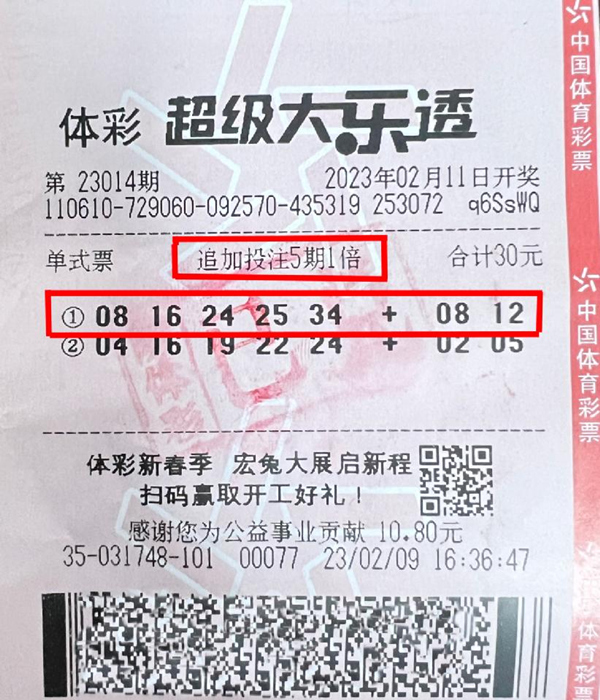 体彩 超级大乐透
第 23014期 2023年02月11日开奖
110610-729060-092570-435319 253072 q6SsWQ
单式票 追加投注5期1倍 合计30元
① 08 16 24 25 34 + 08 12
② 04 16 19 22 24 + 02 05
体彩新春季 宏兔大展启新程
扫码赢取开工好礼!
感谢您为公益事业贡献 10.80元
35-031748-101 00077 23/02/09 16:36:47
中国体育彩票
中国体育彩票
中国体育彩票